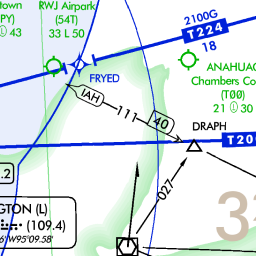 town
PY)
43
RWJ Airpark
(54T)
33 L 50
2100G
T224
18
FRYED
ANAHUAC
Chambers Co
(T00)
21 30
IAH
111
40
DRAPH
T20
.2
GTON (L)
(109.4)
6'W95°09.58'
027
3